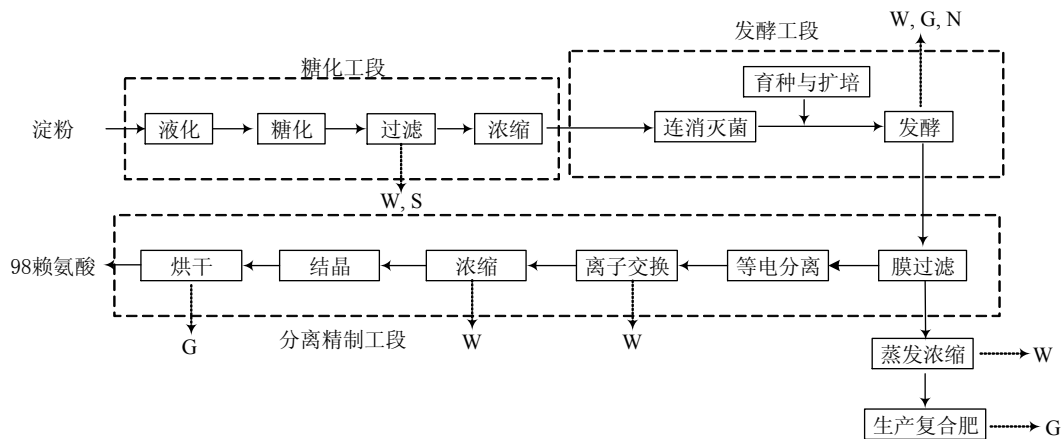 W, G, N
发酵工段
糖化工段
育种与扩培
淀粉
液化
糖化
过滤
浓缩
连消灭菌
发酵
W, S
98赖氨酸
烘干
结晶
浓缩
离子交换
等电分离
膜过滤
G
分离精制工段
W
W
蒸发浓缩
W
生产复合肥
G